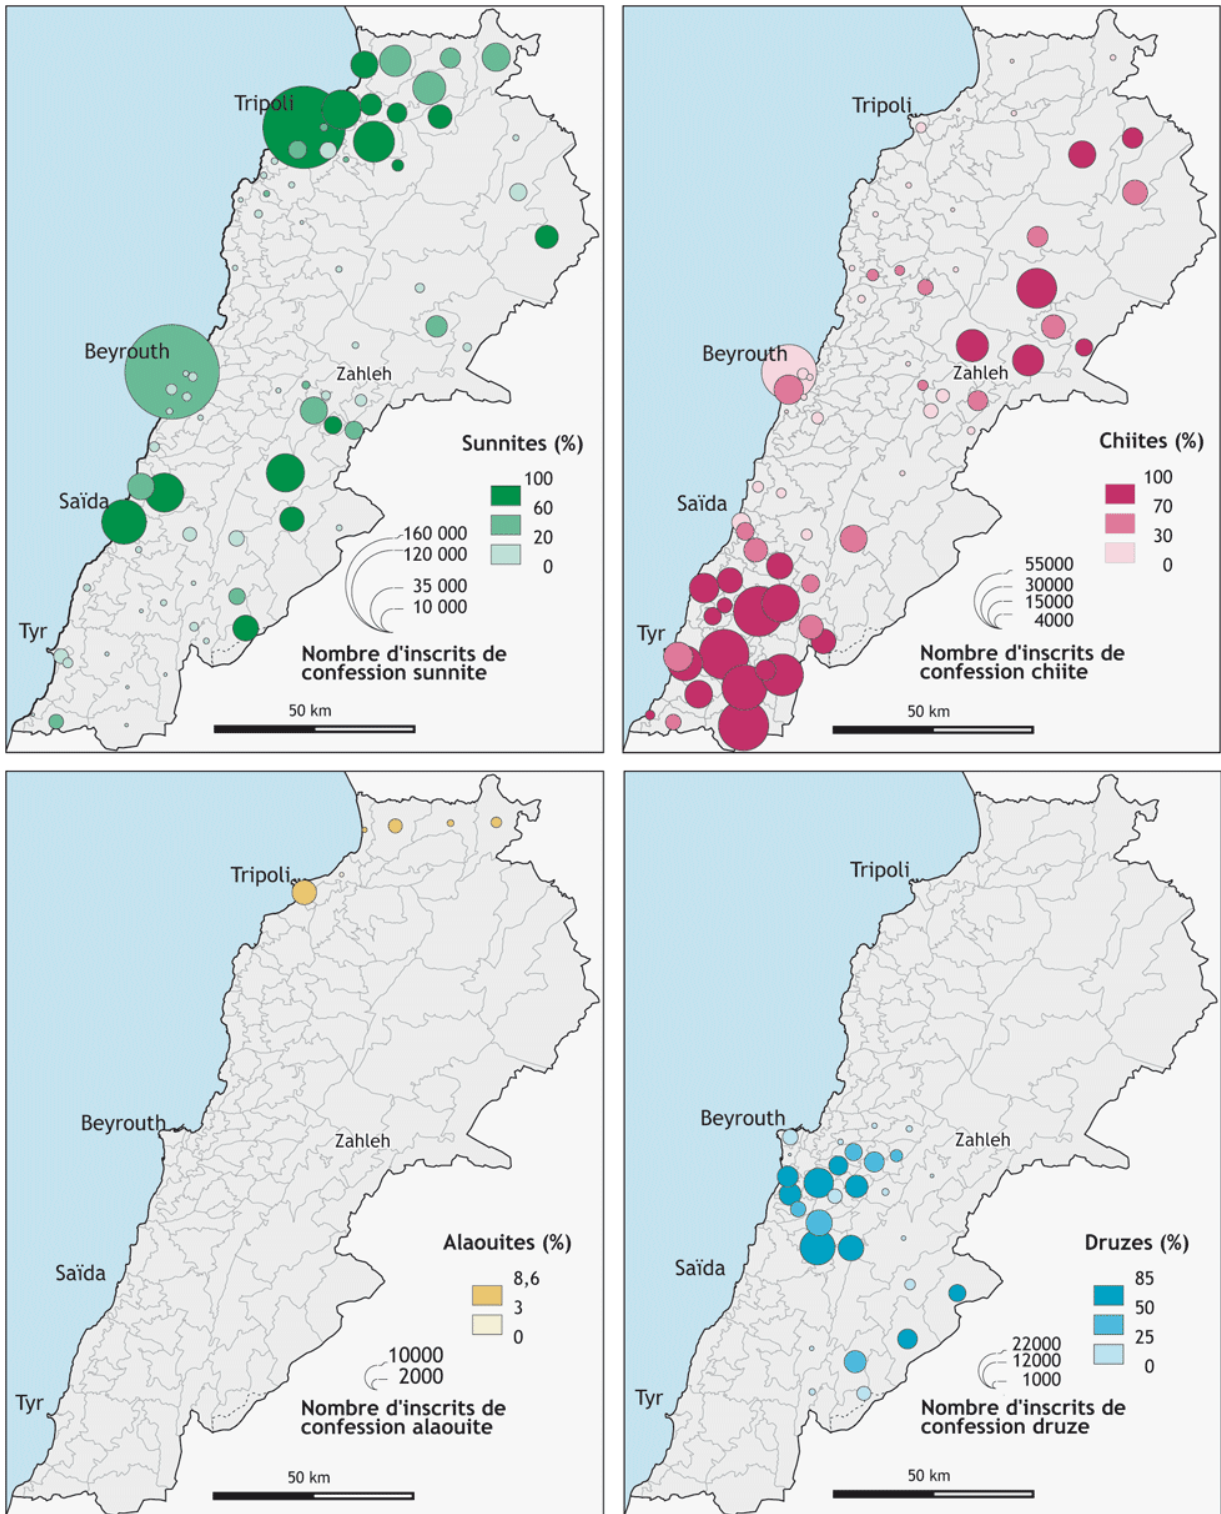 Tripoli
Beyrouth
Zahleh
Sunnites (%)
100
60
20
0
Saïda
160 000
120 000
35 000
10 000
Tyr
Nombre d'inscrits de
confession sunnite
50 km
Tripoli
Beyrouth
Zahleh
Chiites (%)
100
70
30
0
Saïda
55000
30000
15000
4000
Tyr
Nombre d'inscrits de
confession chiite
50 km
Tripoli
Beyrouth
Zahleh
Alaouites (%)
8,6
3
0
Saïda
10000
2000
Tyr
Nombre d'inscrits de
confession alaouite
50 km
Tripoli
Beyrouth
Zahleh
Druzes (%)
85
50
25
0
Saïda
22000
12000
1000
Tyr
Nombre d'inscrits de
confession druze
50 km